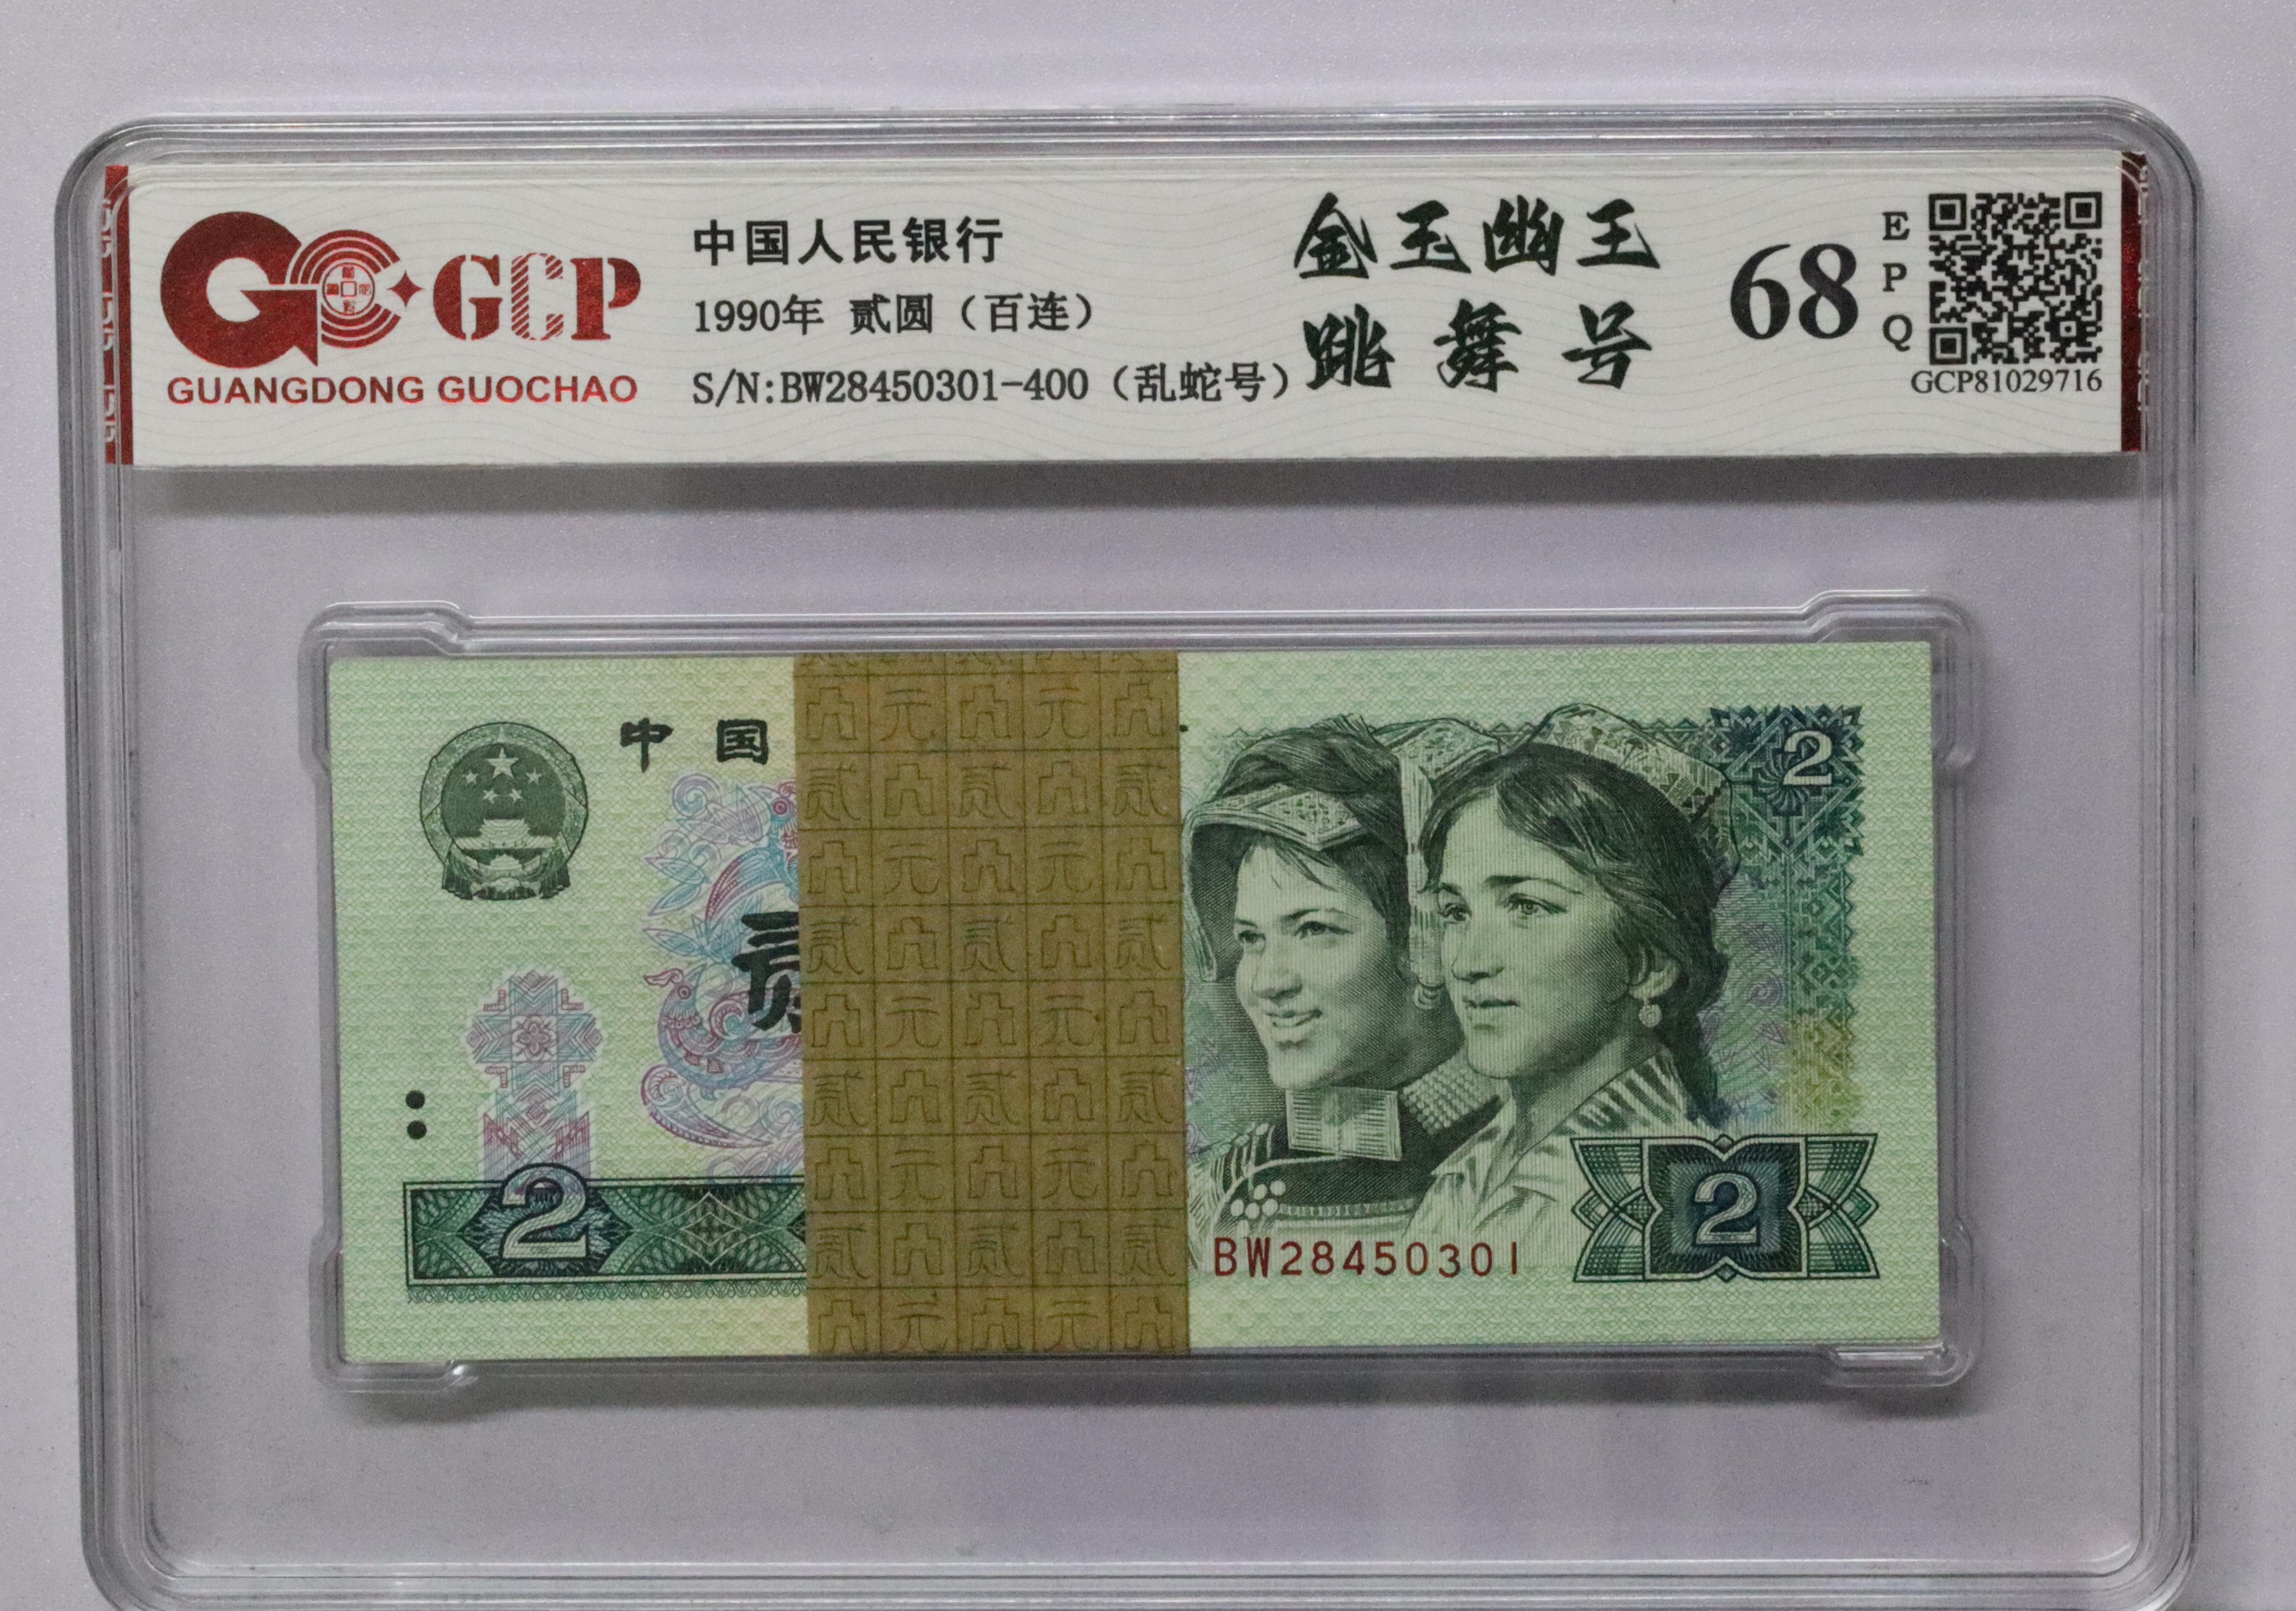 GCP
GUANGDONG GUOCHAO
中国人民银行
1990年 贰圆（百连）
S/N:BW28450301-400（乱蛇号）
金玉幽王
跳舞号
68
EPQ
GCP81029716
中国
2
贰
2
BW28450301
2